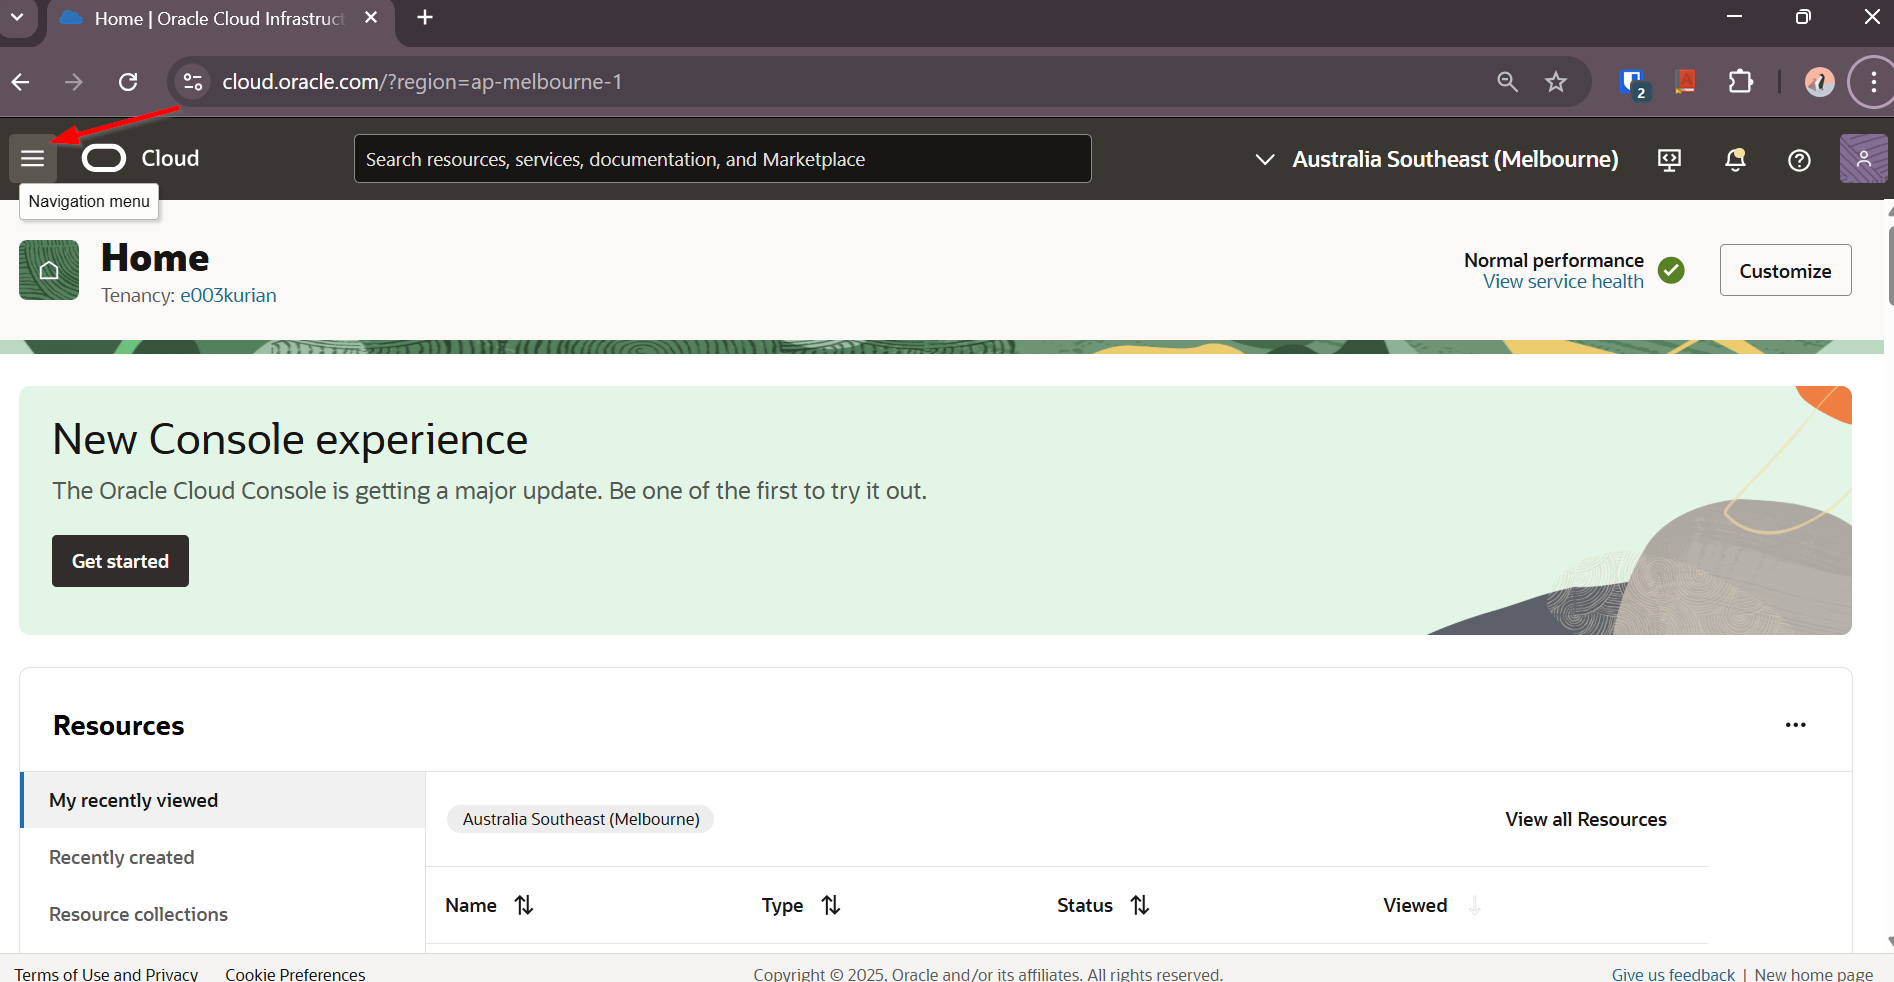 Home | Oracle Cloud Infrastruct
cloud.oracle.com/?region=ap-melbourne-1
2
Cloud
Search resources, services, documentation, and Marketplace
Australia Southeast (Melbourne)
Navigation menu
Home
Tenancy: e003kurian
Normal performance
View service health
Customize
New Console experience
The Oracle Cloud Console is getting a major update. Be one of the first to try it out.
Get started
Resources
My recently viewed
Recently created
Resource collections
Australia Southeast (Melbourne)
View all Resources
Name Type Status Viewed
Terms of Use and Privacy Cookie Preferences
Copyright © 2025, Oracle and/or its affiliates. All rights reserved.
Give us feedback | New home page